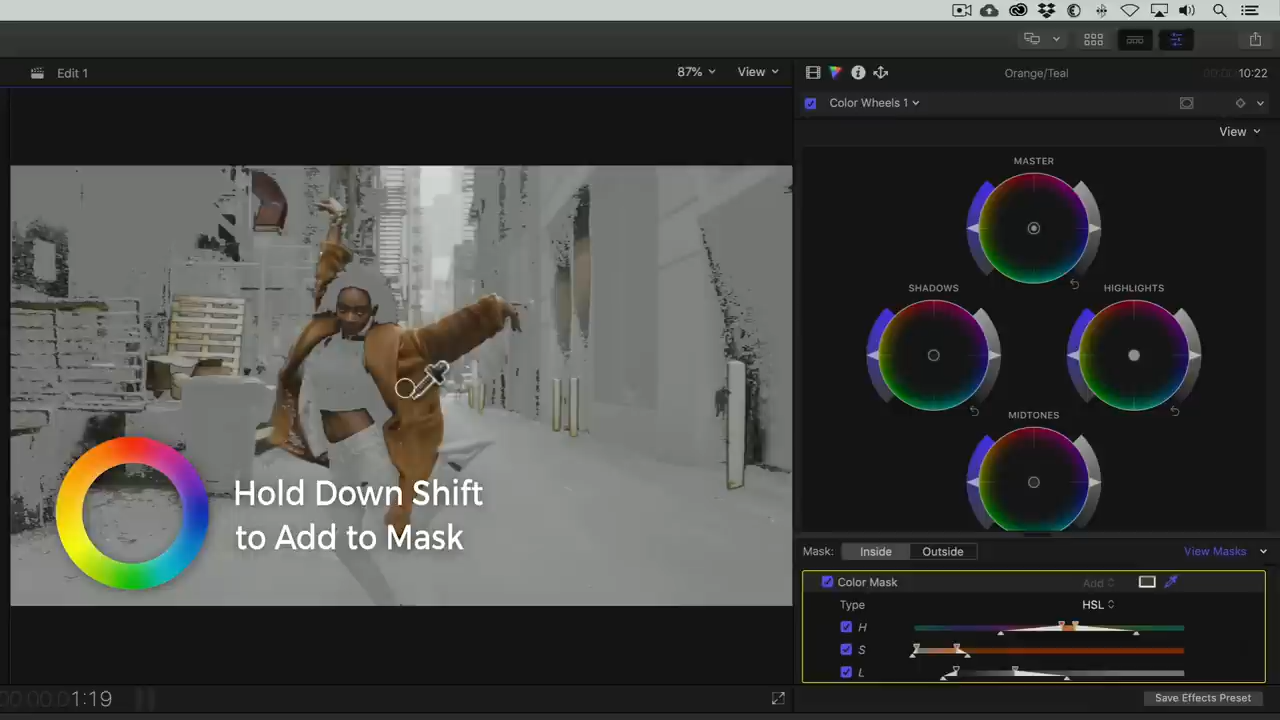 Edit 1
87%
View
Orange/Teal
00:00:10:22
Color Wheels 1
View
MASTER
SHADOWS
HIGHLIGHTS
MIDTONES
Hold Down Shift
to Add to Mask
Mask:
Inside
Outside
View Masks
Color Mask
Add
Type
HSL
H
S
L
1:19
Save Effects Preset